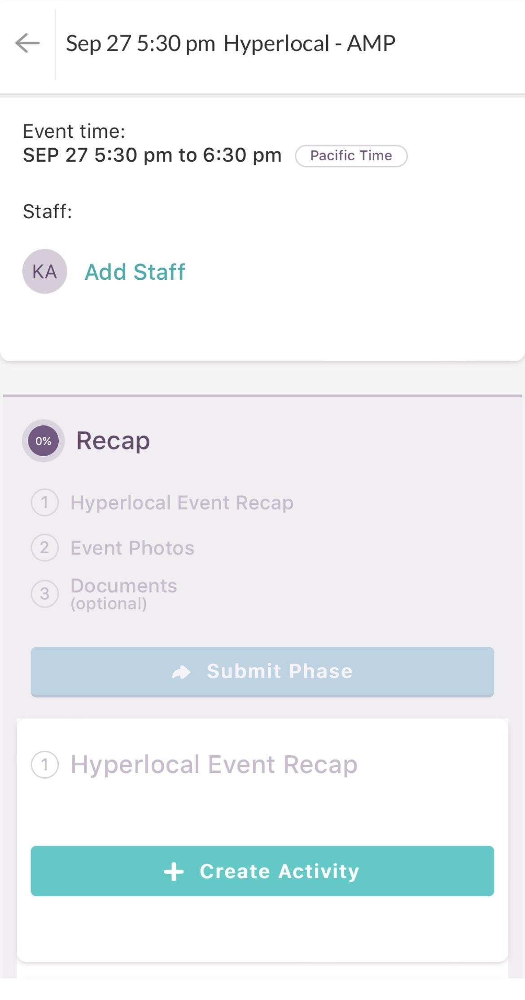 Sep 27 5:30 pm Hyperlocal - AMP
Event time:
SEP 27 5:30 pm to 6:30 pm Pacific Time
Staff:
KA Add Staff
0% Recap
1 Hyperlocal Event Recap
2 Event Photos
3 Documents
(optional)
Submit Phase
1 Hyperlocal Event Recap
+ Create Activity